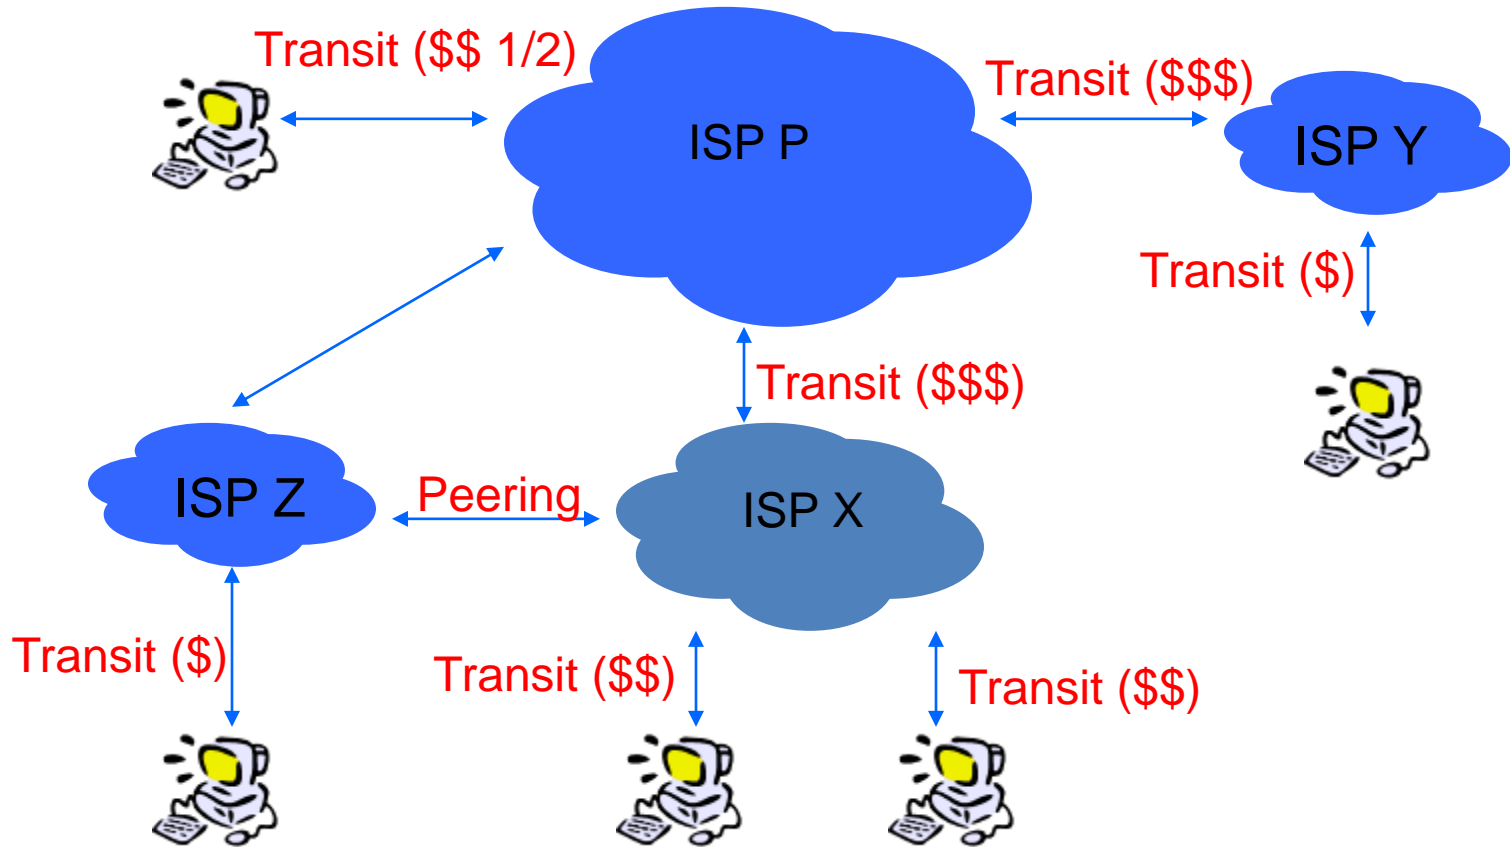 Transit ($$ 1/2)
Transit ($$$)
ISP P
ISP Y
Transit ($)
Transit ($$$)
ISP Z
Peering
ISP X
Transit ($)
Transit ($$)
Transit ($$)